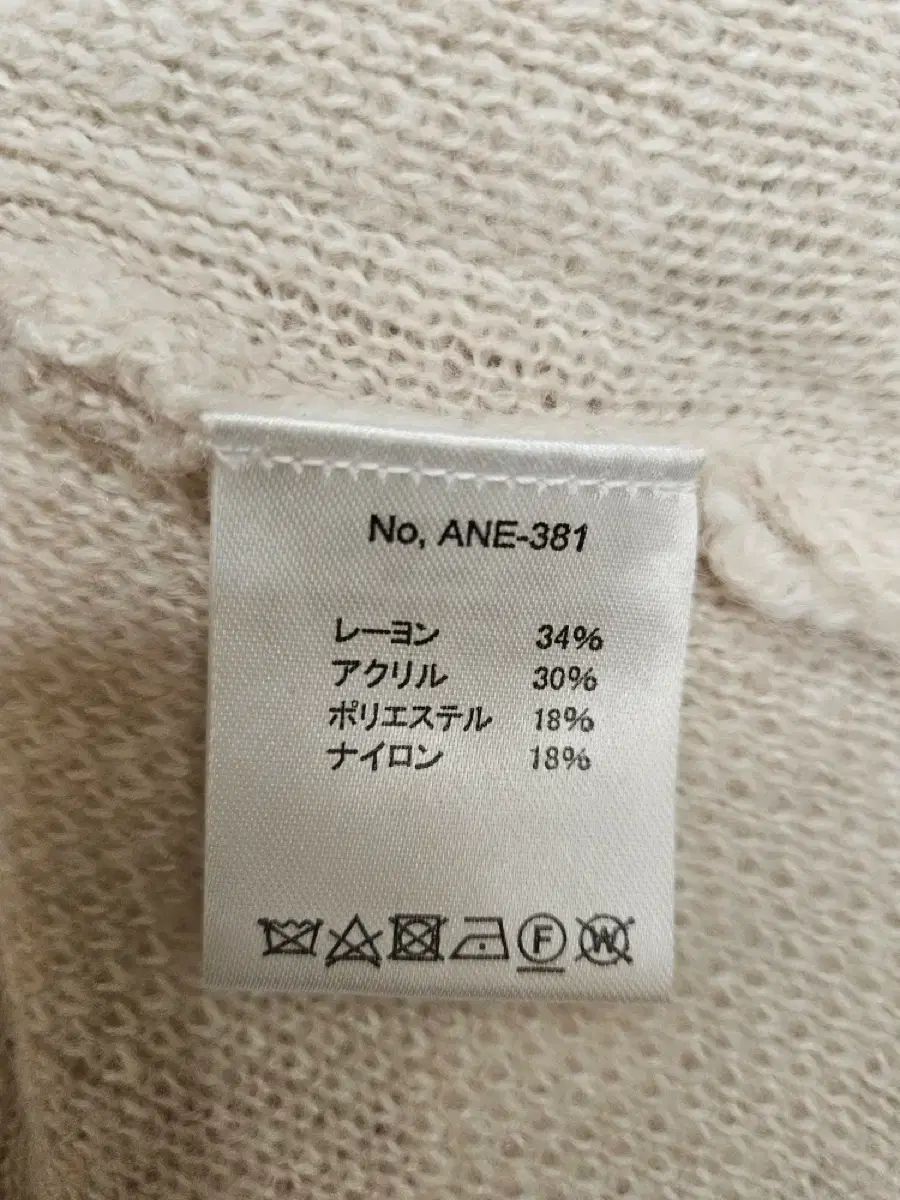 No, ANE-381
レーヨン 34%
アクリル 30%
ポリエステル 18%
ナイロン 18%
F W